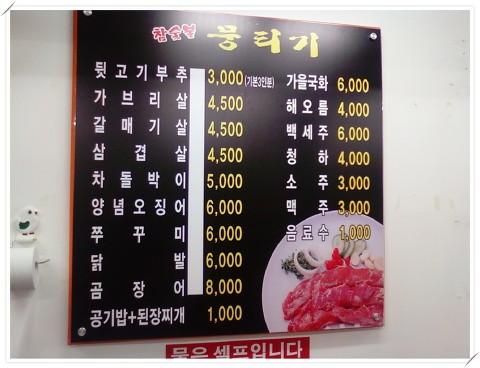 참숯불 뭉티기
뒷고기부추 3,000 (기본3인분)
가브리살 4,500
갈매기살 4,500
삼겹살 4,500
차돌박이 5,000
양념오징어 6,000
쭈꾸미 6,000
닭발 6,000
곰장어 8,000
공기밥+된장찌개 1,000
가을국화 6,000
해오름 4,000
백세주 6,000
청하 4,000
소주 3,000
맥주 3,000
음료수 1,000
물은 셀프입니다